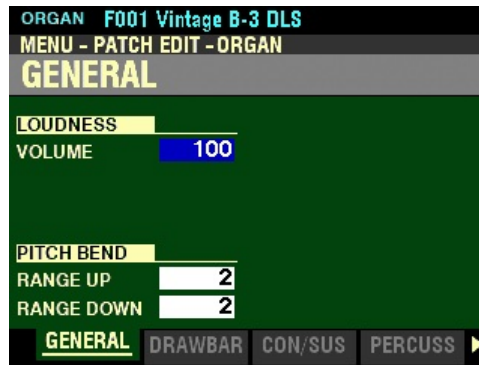 ORGAN F001 Vintage B-3 DLS
MENU - PATCH EDIT - ORGAN
GENERAL
LOUDNESS
VOLUME 100
PITCH BEND
RANGE UP 2
RANGE DOWN 2
GENERAL DRAWBAR CON/SUS PERCUSS